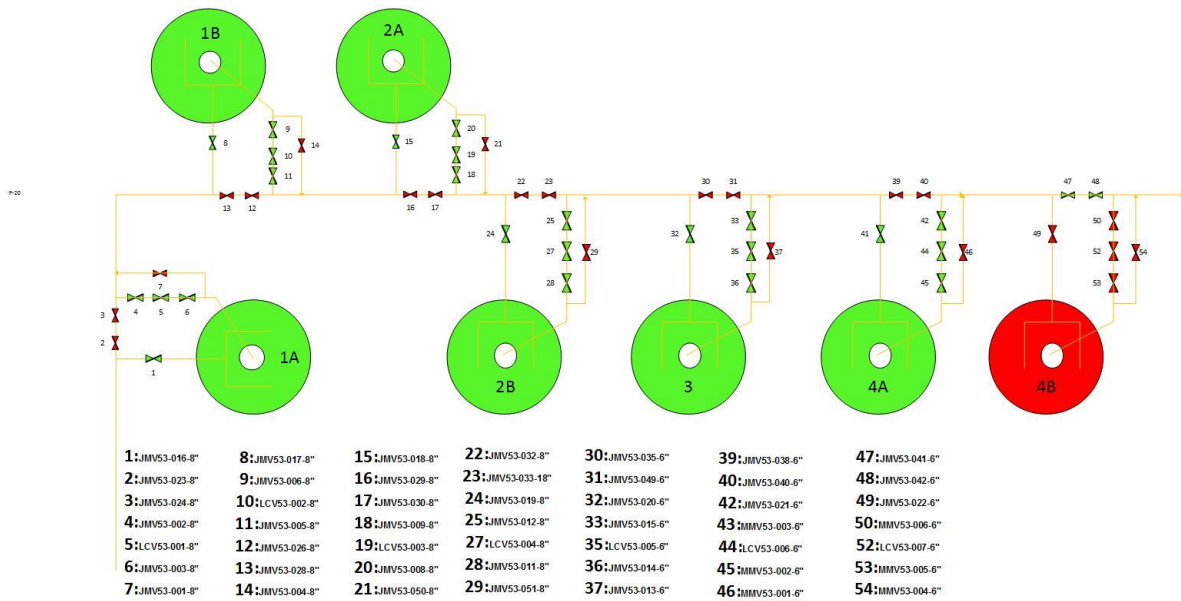 1B
2A
9
20
8
14
15
21
10
19
11
18
P-20
13
12
16
17
22
23
30
31
39
40
47
48
25
33
42
50
24
32
41
49
27
29
35
37
44
46
52
54
28
36
45
53
7
4
5
6
3
2
1
1A
2B
3
4A
4B
1:JMV53-016-8"
2:JMV53-023-8"
3:JMV53-024-8"
4:JMV53-002-8"
5:LCV53-001-8"
6:JMV53-003-8"
7:JMV53-001-8"
8:JMV53-017-8"
9:JMV53-006-8"
10:LCV53-002-8"
11:JMV53-005-8"
12:JMV53-026-8"
13:JMV53-028-8"
14:JMV53-004-8"
15:JMV53-018-8"
16:JMV53-029-8"
17:JMV53-030-8"
18:JMV53-009-8"
19:LCV53-003-8"
20:JMV53-008-8"
21:JMV53-050-8"
22:JMV53-032-8"
23:JMV53-033-18"
24:JMV53-019-8"
25:JMV53-012-8"
27:LCV53-004-8"
28:JMV53-011-8"
29:JMV53-051-8"
30:JMV53-035-6"
31:JMV53-049-6"
32:JMV53-020-6"
33:JMV53-015-6"
35:LCV53-005-6"
36:JMV53-014-6"
37:JMV53-013-6"
39:JMV53-038-6"
40:JMV53-040-6"
42:JMV53-021-6"
43:MMV53-003-6"
44:LCV53-006-6"
45:MMV53-002-6"
46:MMV53-001-6"
47:JMV53-041-6"
48:JMV53-042-6"
49:JMV53-022-6"
50:MMV53-006-6"
52:LCV53-007-6"
53:MMV53-005-6"
54:MMV53-004-6"